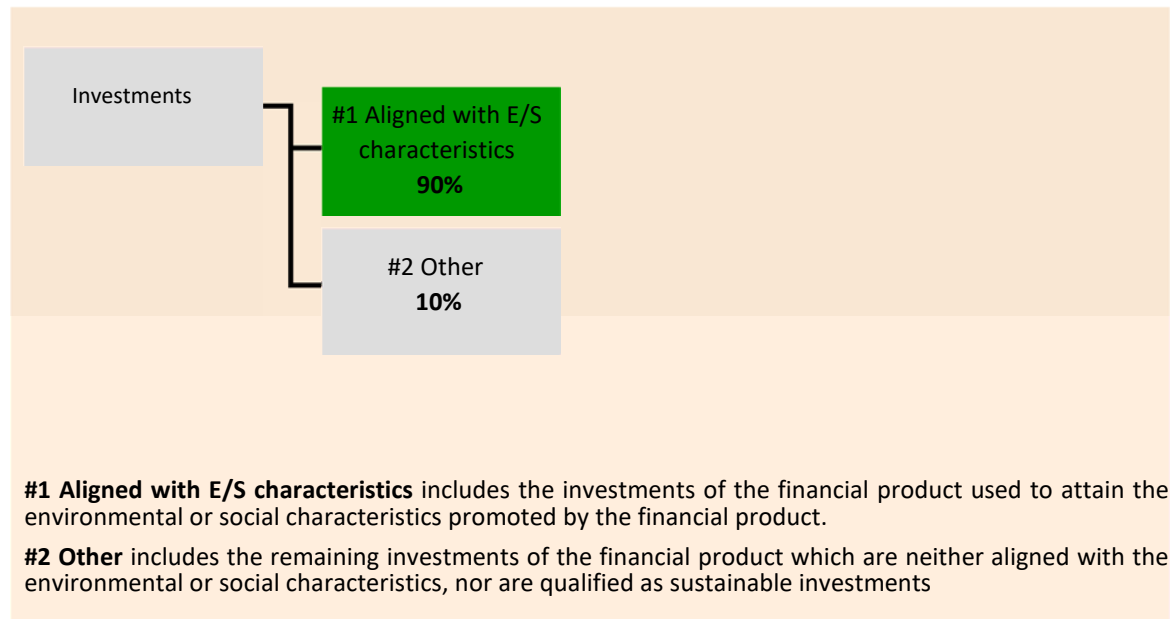 Investments
#1 Aligned with E/S
characteristics
90%
#2 Other
10%
#1 Aligned with E/S characteristics includes the investments of the financial product used to attain the
environmental or social characteristics promoted by the financial product.
#2 Other includes the remaining investments of the financial product which are neither aligned with the
environmental or social characteristics, nor are qualified as sustainable investments